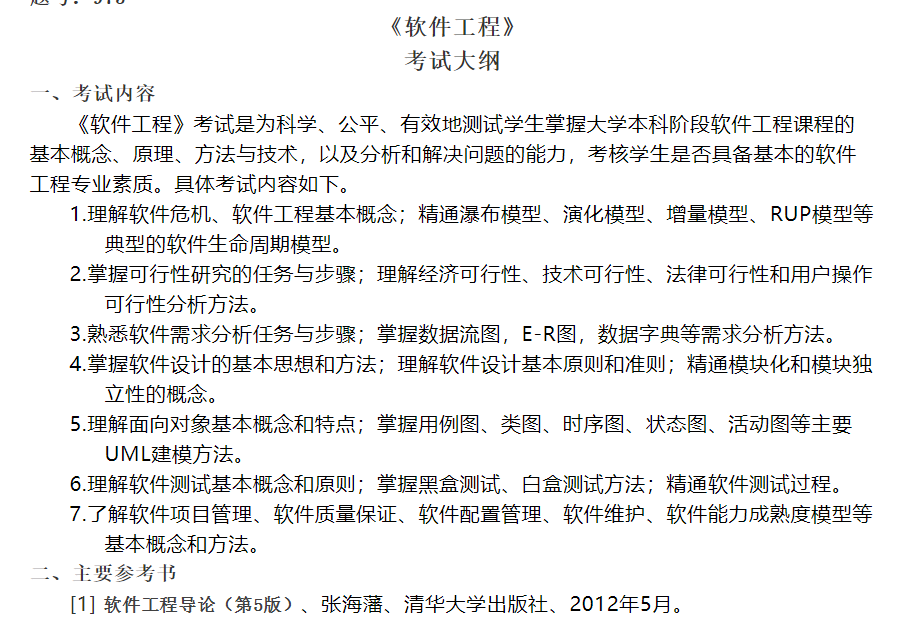 《软件工程》
考试大纲
一、考试内容
《软件工程》考试是为科学、公平、有效地测试学生掌握大学本科阶段软件工程课程的
基本概念、原理、方法与技术，以及分析和解决问题的能力，考核学生是否具备基本的软件
工程专业素质。具体考试内容如下。
1.理解软件危机、软件工程基本概念；精通瀑布模型、演化模型、增量模型、RUP模型等
典型的软件生命周期模型。
2.掌握可行性研究的任务与步骤；理解经济可行性、技术可行性、法律可行性和用户操作
可行性分析方法。
3.熟悉软件需求分析任务与步骤；掌握数据流图，E-R图，数据字典等需求分析方法。
4.掌握软件设计的基本思想和方法；理解软件设计基本原则和准则；精通模块化和模块独
立性的概念。
5.理解面向对象基本概念和特点；掌握用例图、类图、时序图、状态图、活动图等主要
UML建模方法。
6.理解软件测试基本概念和原则；掌握黑盒测试、白盒测试方法；精通软件测试过程。
7.了解软件项目管理、软件质量保证、软件配置管理、软件维护、软件能力成熟度模型等
基本概念和方法。
二、主要参考书
[1] 软件工程导论（第5版）、张海藩、清华大学出版社、2012年5月。